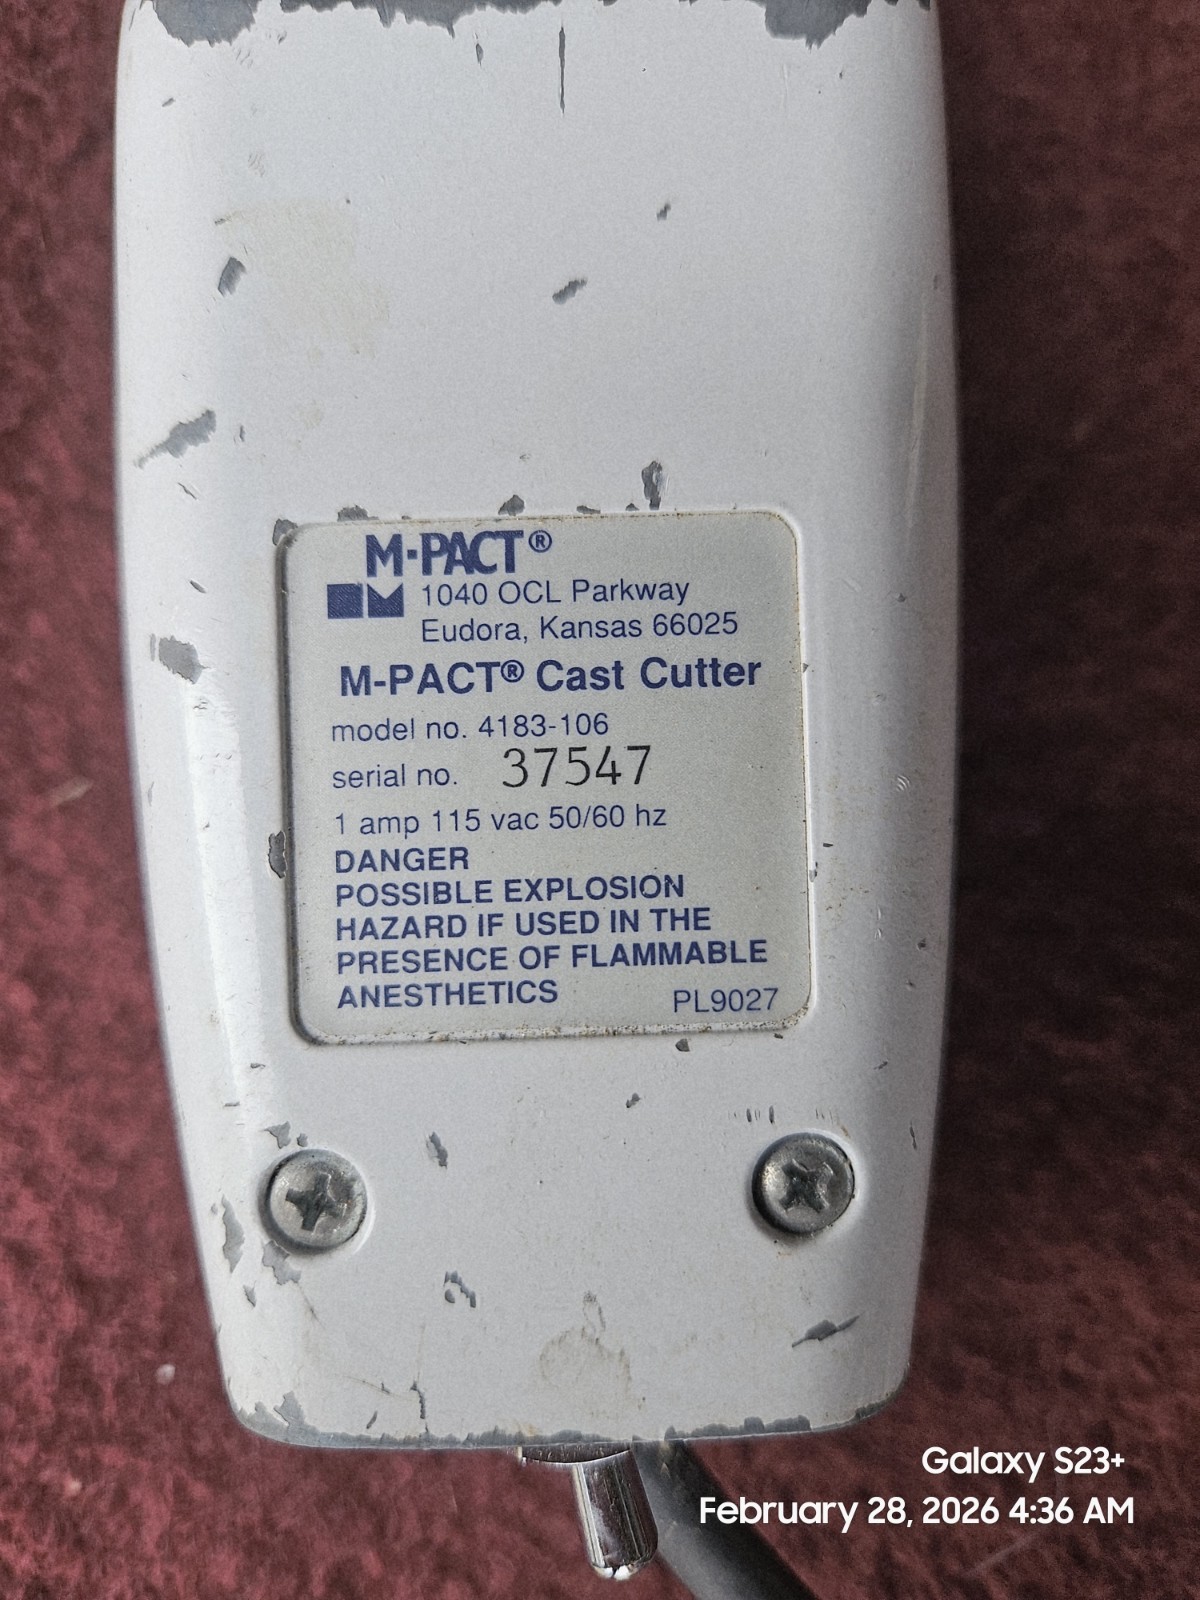 M-PACT®
1040 OCL Parkway
Eudora, Kansas 66025
M-PACT® Cast Cutter
model no. 4183-106
serial no. 37547
1 amp 115 vac 50/60 hz
DANGER
POSSIBLE EXPLOSION
HAZARD IF USED IN THE
PRESENCE OF FLAMMABLE
ANESTHETICS PL9027
Galaxy S23+
February 28, 2026 4:36 AM